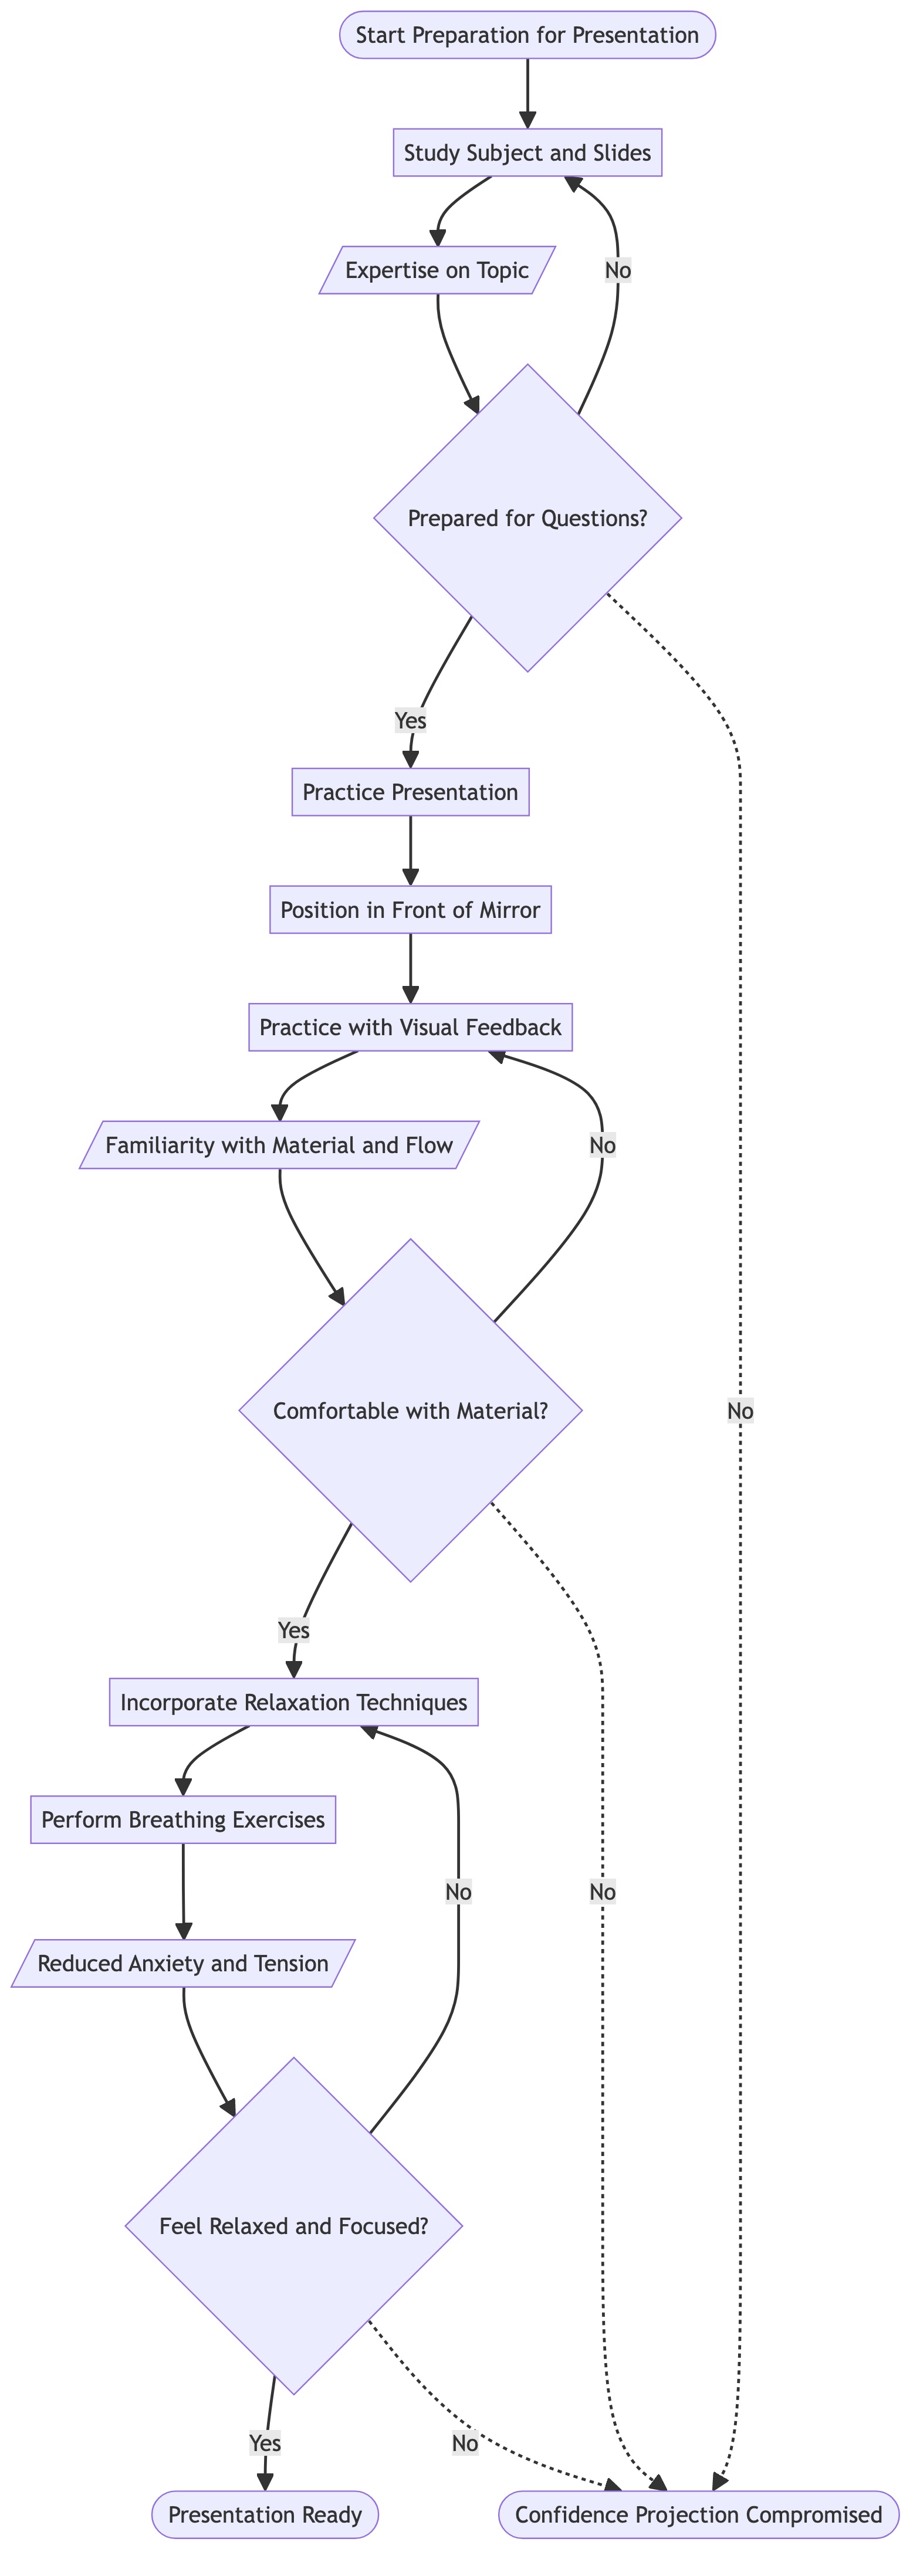 Start Preparation for Presentation
Study Subject and Slides
Expertise on Topic
No
Prepared for Questions?
Yes
Practice Presentation
Position in Front of Mirror
Practice with Visual Feedback
Familiarity with Material and Flow
No
Comfortable with Material?
No
Yes
Incorporate Relaxation Techniques
Perform Breathing Exercises
No
No
Reduced Anxiety and Tension
Feel Relaxed and Focused?
Yes
No
Presentation Ready
Confidence Projection Compromised